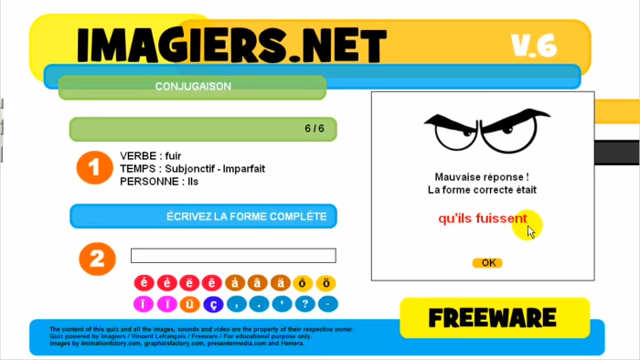 IMAGIERS.NET
V.6
CONJUGAISON
6 / 6
1
VERBE : fuir
TEMPS : Subjonctif - Imparfait
PERSONNE : Ils
ÉCRIVEZ LA FORME COMPLÈTE
2
Mauvaise réponse !
La forme correcte était
qu'ils fuissent
OK
FREEWARE
The content of this quiz and all the images, sounds and video are the property of their respective owner.
Quiz powered by Imagiers / Vincent Lefrançois / Freeware / For educational purpose only.
Images by Animationfctory.com, graphicsfactory.com, presentermedia.com and Hemera.